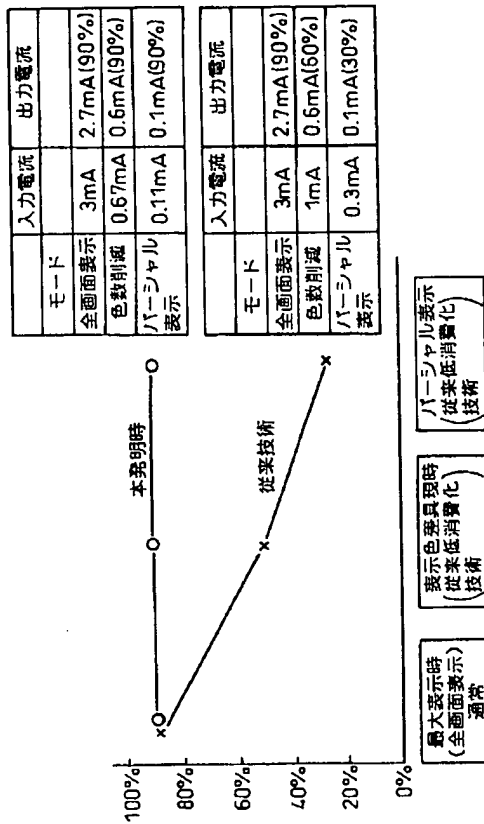 入力電流 出力電流
モード
全画面表示 3mA 2.7mA(90%)
色数削減 0.67mA 0.6mA(90%)
パーシャル表示 0.11mA 0.1mA(90%)
入力電流 出力電流
モード
全画面表示 3mA 2.7mA(90%)
色数削減 1mA 0.6mA(60%)
パーシャル表示 0.3mA 0.1mA(30%)
100%
80%
60%
40%
20%
0%
本発明時
従来技術
最大表示時
(全画面表示)
通常
表示色差具現時
(従来低消費化
技術)
パーシャル表示
(従来低消費化
技術)